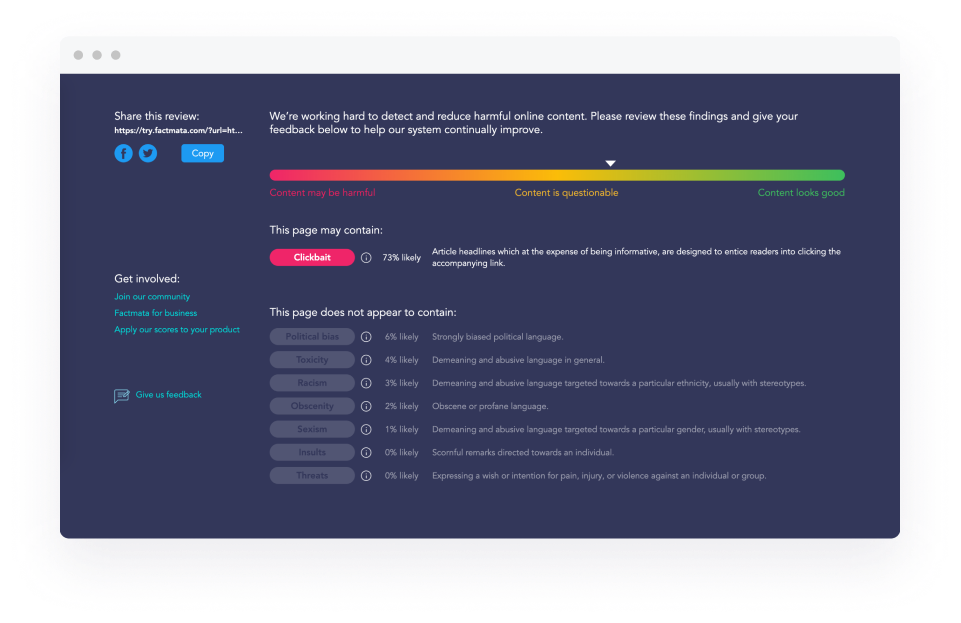 Share this review:
https://try.factmata.com/?url=ht...
Copy
We're working hard to detect and reduce harmful online content. Please review these findings and give your
feedback below to help our system continually improve.
Content may be harmful
Content is questionable
Content looks good
This page may contain:
Clickbait
73% likely
Article headlines which at the expense of being informative, are designed to entice readers into clicking the
accompanying link.
Get involved:
Join our community
Factmata for business
Apply our scores to your product
Give us feedback
This page does not appear to contain:
Political bias 6% likely Strongly biased political language.
Toxicity 4% likely Demeaning and abusive language in general.
Racism 3% likely Demeaning and abusive language targeted towards a particular ethnicity, usually with stereotypes.
Obscenity 2% likely Obscene or profane language.
Sexism 1% likely Demeaning and abusive language targeted towards a particular gender, usually with stereotypes.
Insults 0% likely Scornful remarks directed towards an individual.
Threats 0% likely Expressing a wish or intention for pain, injury, or violence against an individual or group.